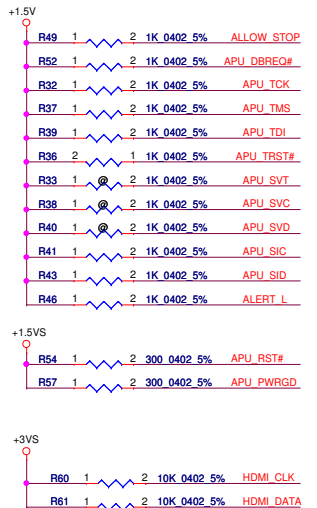 +1.5V
R49 1 2 1K_0402_5% ALLOW_STOP
R52 1 2 1K_0402_5% APU_DBREQ#
R32 1 2 1K_0402_5% APU_TCK
R37 1 2 1K_0402_5% APU_TMS
R39 1 2 1K_0402_5% APU_TDI
R36 2 1 1K_0402_5% APU_TRST#
R33 1 @ 2 1K_0402_5% APU_SVT
R38 1 @ 2 1K_0402_5% APU_SVC
R40 1 @ 2 1K_0402_5% APU_SVD
R41 1 2 1K_0402_5% APU_SIC
R43 1 2 1K_0402_5% APU_SID
R46 1 2 1K_0402_5% ALERT_L
+1.5VS
R54 1 2 300_0402_5% APU_RST#
R57 1 2 300_0402_5% APU_PWRGD
+3VS
R60 1 2 10K_0402_5% HDMI_CLK
R61 1 2 10K_0402_5% HDMI_DATA